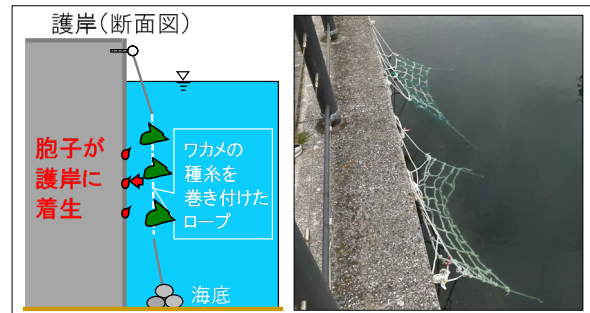 護岸(断面図)
胞子が
護岸に
着生
ワカメの
種糸を
巻き付けた
ロープ
海底